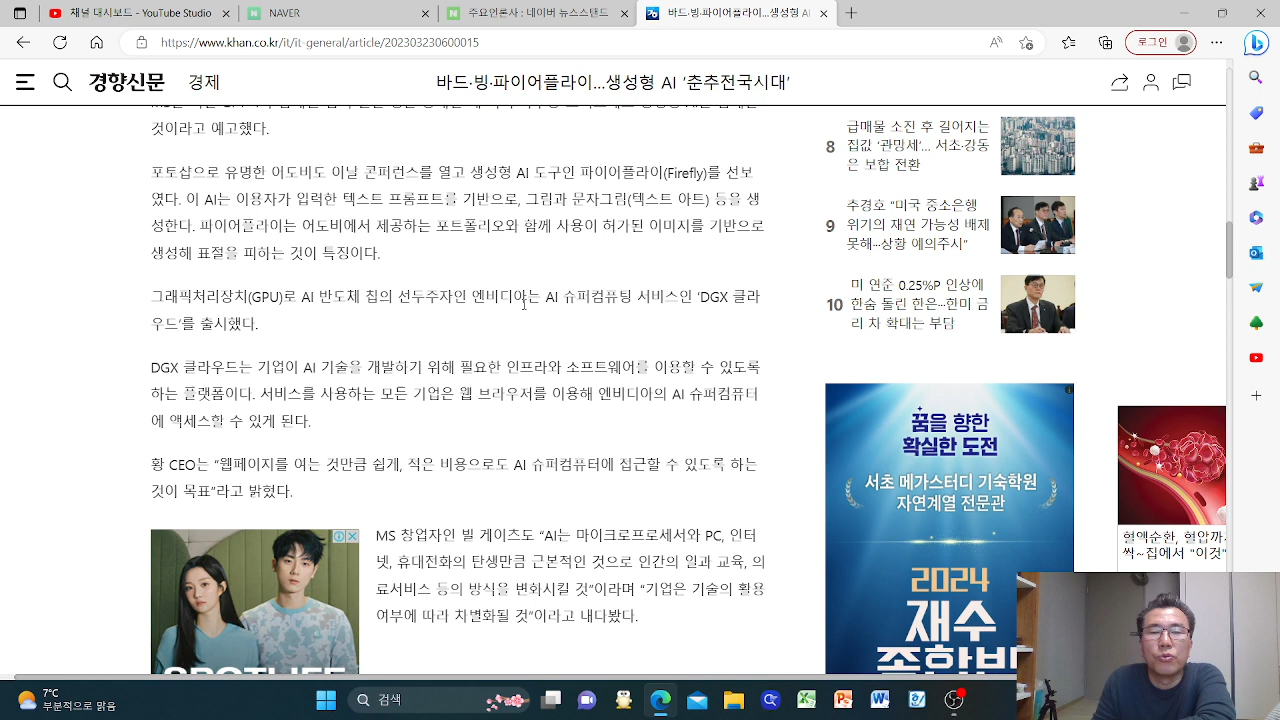 채널 대시보드 - YouTube Studio
NAVER
주요언론사 : 네이버 뉴스스탠드
바드·빙·파이어플라이…생성형 AI
https://www.khan.co.kr/it/it-general/article/202303230600015
로그인
경향신문
경제
바드·빙·파이어플라이…생성형 AI ‘춘추전국시대’
것이라고 예고했다.
포토샵으로 유명한 어도비도 이날 콘퍼런스를 열고 생성형 AI 도구인 파이어플라이(Firefly)를 선보
였다. 이 AI는 이용자가 입력한 텍스트 프롬프트를 기반으로, 그림과 문자그림(텍스트 아트) 등을 생
성한다. 파이어플라이는 어도비에서 제공하는 포트폴리오와 함께 사용이 허가된 이미지를 기반으로
생성해 표절을 피하는 것이 특징이다.
그래픽처리장치(GPU)로 AI 반도체 칩의 선두주자인 엔비디아는 AI 슈퍼컴퓨팅 서비스인 ‘DGX 클라
우드’를 출시했다.
DGX 클라우드는 기업이 AI 기술을 개발하기 위해 필요한 인프라와 소프트웨어를 이용할 수 있도록
하는 플랫폼이다. 서비스를 사용하는 모든 기업은 웹 브라우저를 이용해 엔비디아의 AI 슈퍼컴퓨터
에 액세스할 수 있게 된다.
황 CEO는 “웹페이지를 여는 것만큼 쉽게, 적은 비용으로도 AI 슈퍼컴퓨터에 접근할 수 있도록 하는
것이 목표”라고 밝혔다.
MS 창업자인 빌 게이츠도 “AI는 마이크로프로세서와 PC, 인터
넷, 휴대전화의 탄생만큼 근본적인 것으로 인간의 일과 교육, 의
료서비스 등의 방식을 변화시킬 것”이라며 “기업은 기술의 활용
여부에 따라 차별화될 것”이라고 내다봤다.
8
급매물 소진 후 길어지는
집값 ‘관망세’… 서초·강동
은 보합 전환
9
추경호 “미국 중소은행
위기의 재연 가능성 배제
못해…상황 예의주시”
10
미 연준 0.25%P 인상에
한숨 돌린 한은…한미 금
리 차 확대는 부담
꿈을 향한
확실한 도전
서초 메가스터디 기숙학원
자연계열 전문관
2024
재수
종합반
혈액순환, 혈압까
싹~집에서 "이것"
7°C
부분적으로 맑음
검색